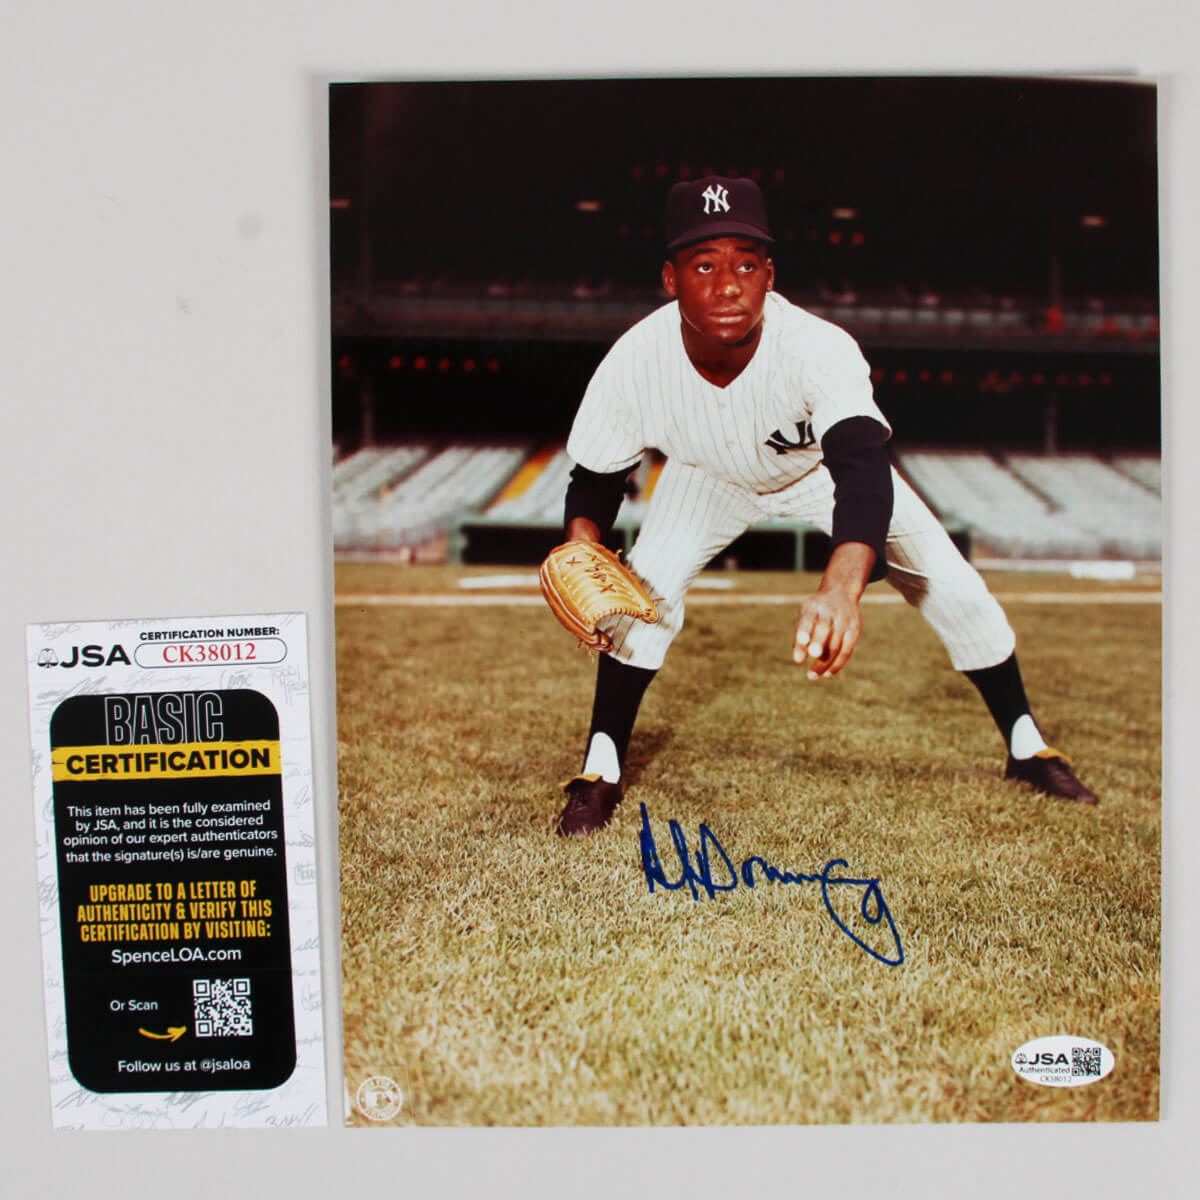 JSA
CERTIFICATION NUMBER:
CK38012
BASIC
CERTIFICATION
This item has been fully examined
by JSA, and it is the considered
opinion of our expert authenticators
that the signature(s) is/are genuine.
UPGRADE TO A LETTER OF
AUTHENTICITY & VERIFY THIS
CERTIFICATION BY VISITING:
SpenceLOA.com
Or Scan
Follow us at @jsaloa
NY
NY
Al Downing
JSA
Authenticated
CK38012